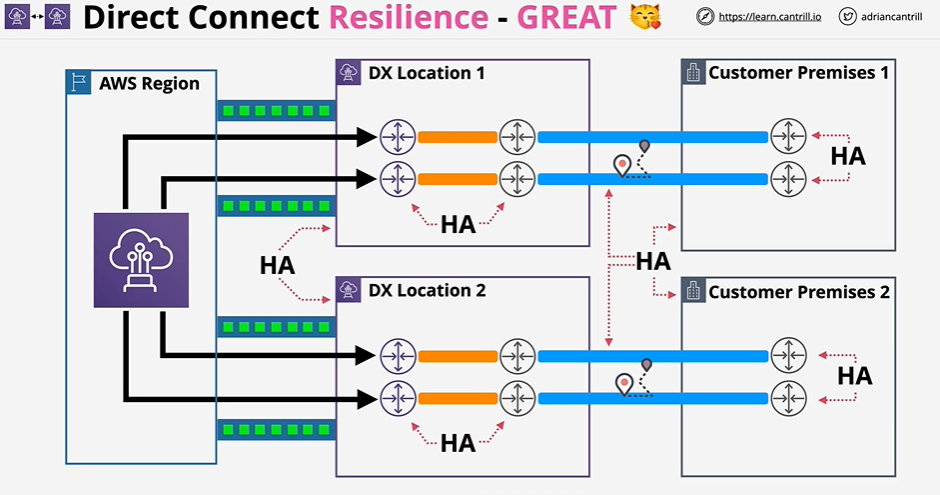 Direct Connect Resilience - GREAT
https://learn.cantrill.io
adriancantrill
AWS Region
DX Location 1
Customer Premises 1
HA
HA
HA
HA
DX Location 2
Customer Premises 2
HA
HA